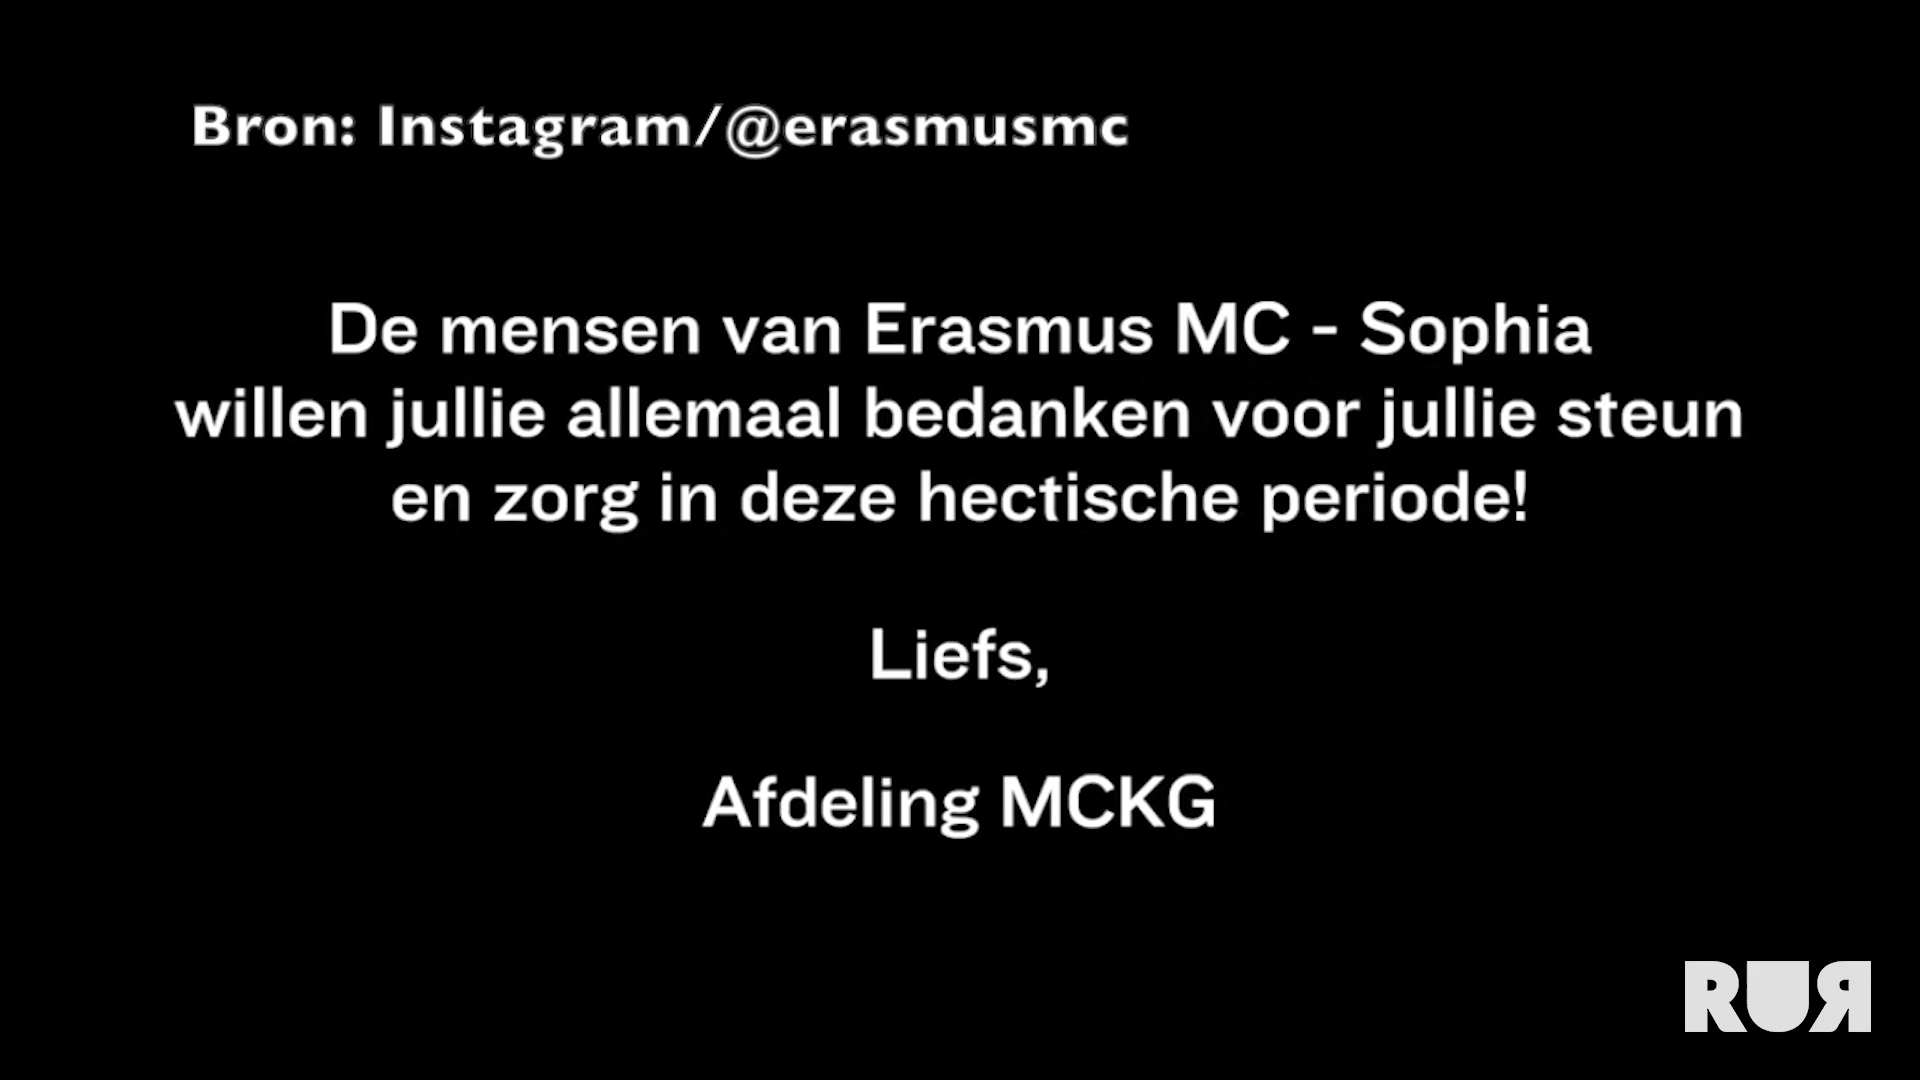 Bron: Instagram/@erasmusmc
De mensen van Erasmus MC - Sophia
willen jullie allemaal bedanken voor jullie steun
en zorg in deze hectische periode!
Liefs,
Afdeling MCKG
RUR